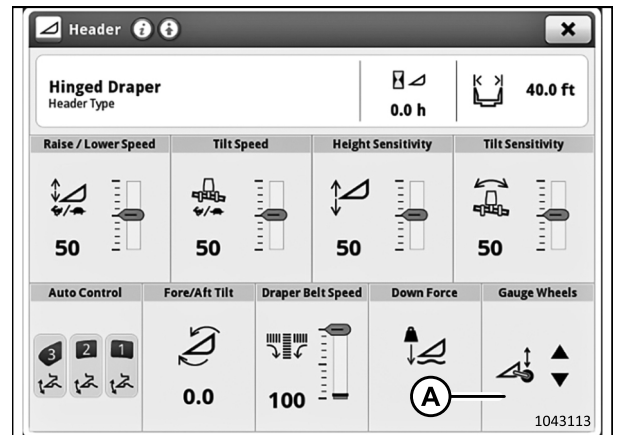 Header
Hinged Draper
Header Type
0.0 h
40.0 ft
Raise / Lower Speed
Tilt Speed
Height Sensitivity
Tilt Sensitivity
50
50
50
50
Auto Control
Fore/Aft Tilt
Draper Belt Speed
Down Force
Gauge Wheels
3
2
1
0.0
100
A
1043113